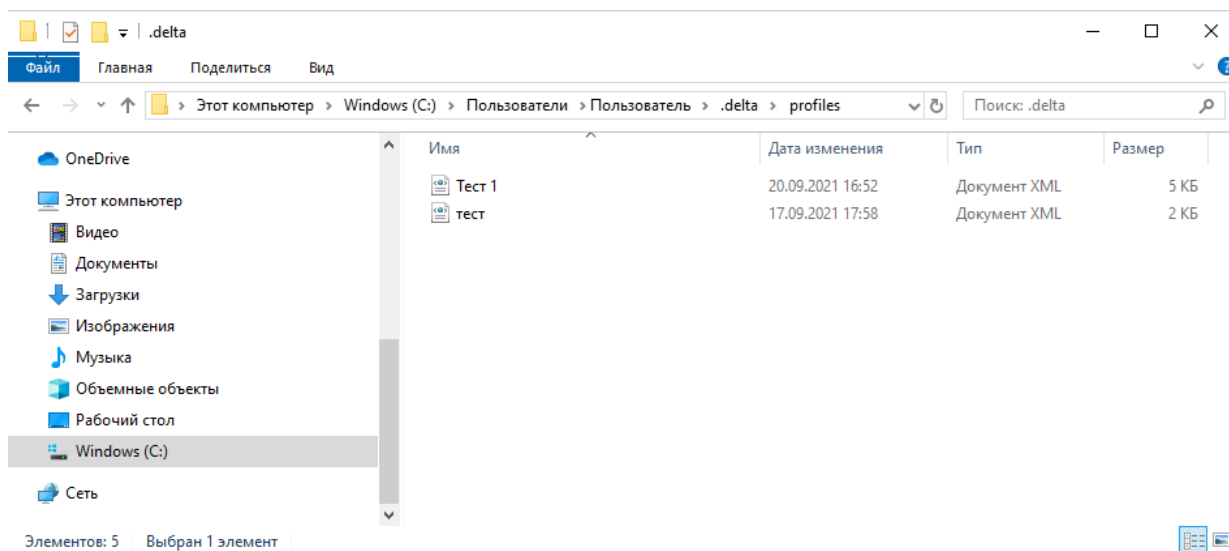 .delta
Файл Главная Поделиться Вид
Этот компьютер > Windows (C:) > Пользователи > Пользователь > .delta > profiles Поиск: .delta
OneDrive
Этот компьютер
Видео
Документы
Загрузки
Изображения
Музыка
Объемные объекты
Рабочий стол
Windows (C:)
Сеть
Имя Дата изменения Тип Размер
Тест 1 20.09.2021 16:52 Документ XML 5 КБ
тест 17.09.2021 17:58 Документ XML 2 КБ
Элементов: 5 Выбран 1 элемент